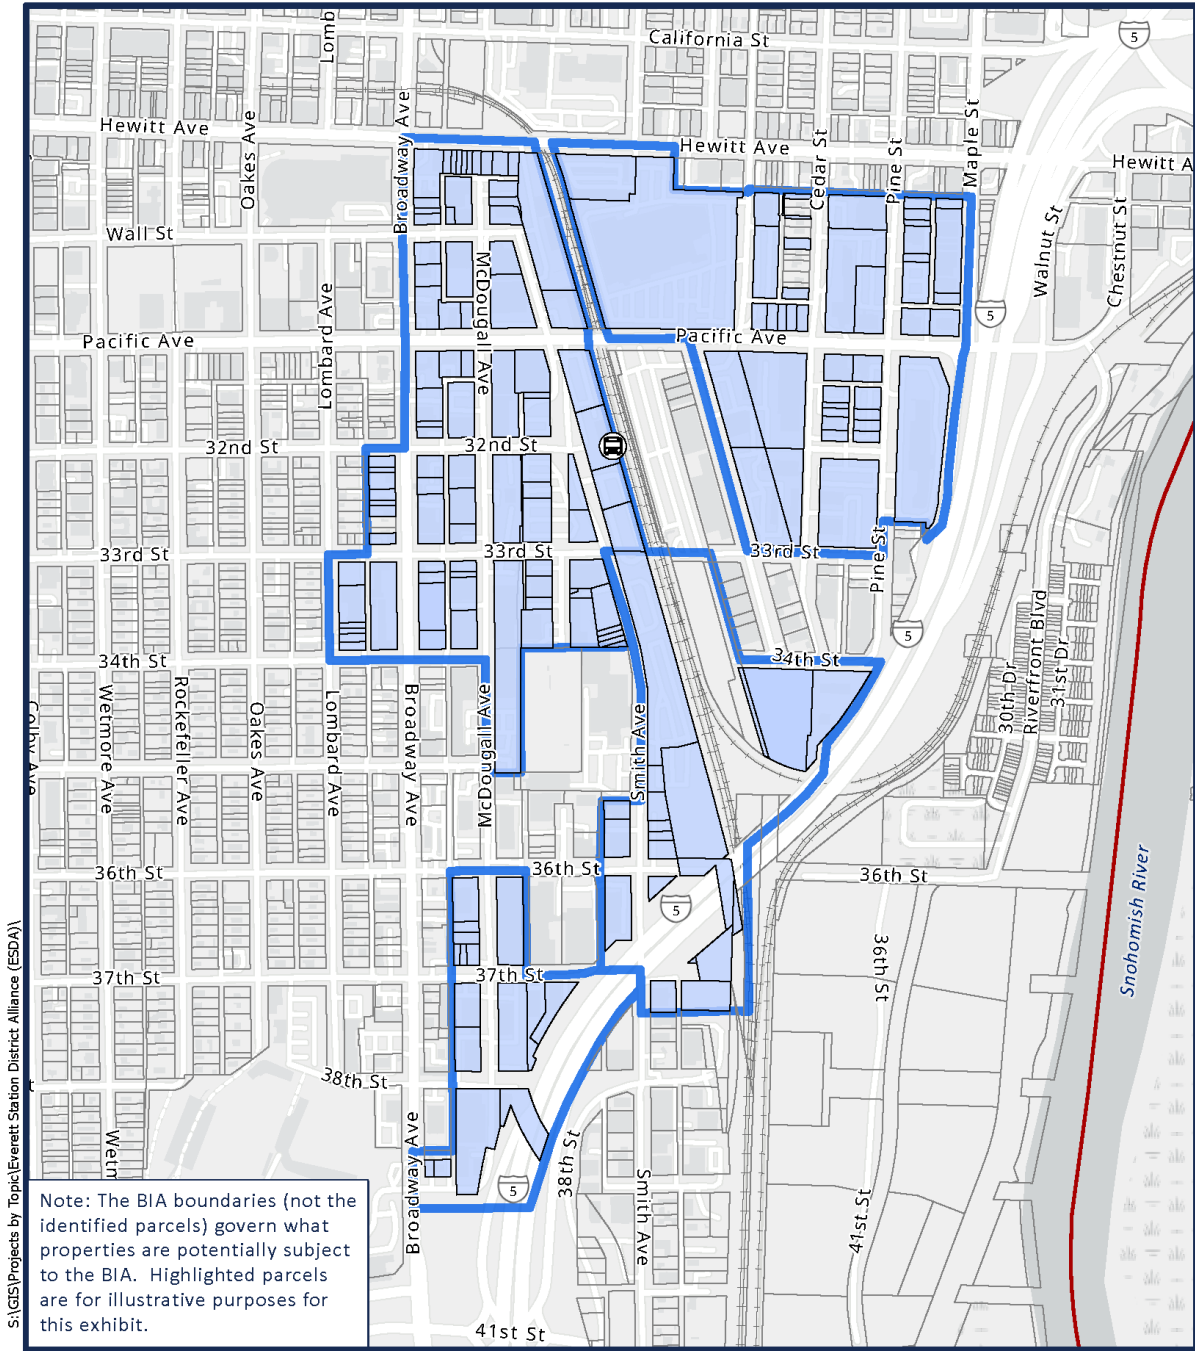 California St
5
Lomb
Hewitt Ave
Oakes Ave
Broadway Ave
Hewitt Ave
Cedar St
Pine St
Maple St
Hewitt A
Wall St
McDougall Ave
Walnut St
Chestnut St
5
Pacific Ave
Lombard Ave
Pacific Ave
32nd St
32nd St
33rd St
33rd St
33rd St
Pine St
5
34th St
34th St
30th Dr
Riverfront Blvd
31st Dr
Wetmore Ave
Rockefeller Ave
Oakes Ave
Lombard Ave
Broadway Ave
McDougall Ave
Smith Ave
36th St
36th St
36th St
5
Snohomish River
37th St
37th St
36th St
38th St
Wetm
Broadway Ave
5
38th St
Smith Ave
41st St
41st St
Note: The BIA boundaries (not the
identified parcels) govern what
properties are potentially subject
to the BIA. Highlighted parcels
are for illustrative purposes for
this exhibit.
S:\GIS\Projects by Topic\Everett Station District Alliance (ESDA)\